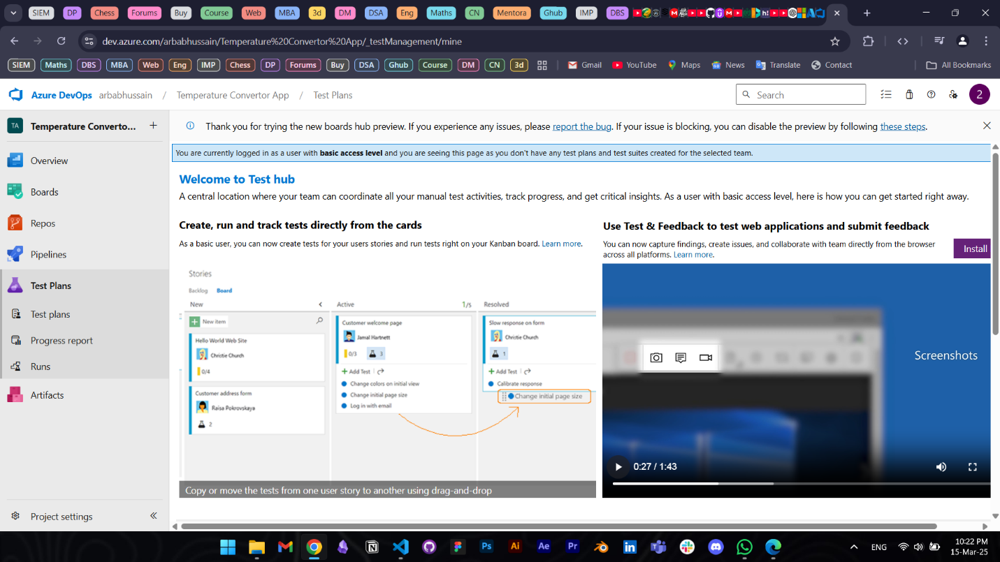 SIEM DP Chess Forums Buy Course Web MBA 3d DM DSA Eng Maths CN Mentora Ghub IMP DBS
dev.azure.com/arbabhussain/Temperature%20Convertor%20App/_testManagement/mine
SIEM Maths DBS MBA Web Eng IMP Chess DP Forums Buy DSA Ghub Course DM CN 3d Gmail YouTube Maps News Translate Contact All Bookmarks
Azure DevOps arbabhussain / Temperature Convertor App / Test Plans Search 2
TA Temperature Converto...
Thank you for trying the new boards hub preview. If you experience any issues, please report the bug. If your issue is blocking, you can disable the preview by following these steps.
You are currently logged in as a user with basic access level and you are seeing this page as you don't have any test plans and test suites created for the selected team.
Overview
Boards
Repos
Pipelines
Test Plans
Test plans
Progress report
Runs
Artifacts
Project settings
Welcome to Test hub
A central location where your team can coordinate all your manual test activities, track progress, and get critical insights. As a user with basic access level, here is how you can get started right away.
Create, run and track tests directly from the cards
As a basic user, you can now create tests for your users stories and run tests right on your Kanban board. Learn more.
Stories
Backlog Board
New
New item
Hello World Web Site
Christie Church
0/4
Customer address form
Raisa Pokrovskaya
2
Active 1/5
Customer welcome page
Jamal Hartnett
0/3 3
Add Test
Change colors on initial view
Change initial page size
Log in with email
Resolved
Slow response on form
Christie Church
1
Add Test
Calibrate response
Change initial page size
Copy or move the tests from one user story to another using drag-and-drop
Use Test & Feedback to test web applications and submit feedback
You can now capture findings, create issues, and collaborate with team directly from the browser
across all platforms. Learn more.
Install
Screenshots
0:27 / 1:43
Ps Ai Ae Pr in
ENG
10:22 PM
15-Mar-25